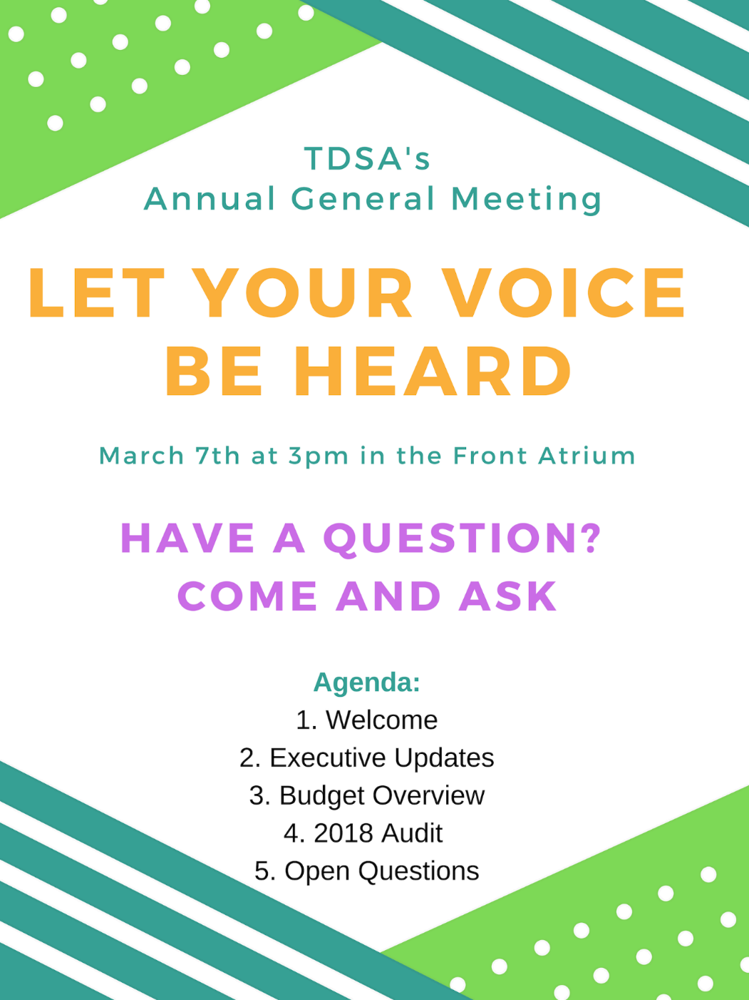 TDSA's
Annual General Meeting
LET YOUR VOICE
BE HEARD
March 7th at 3pm in the Front Atrium
HAVE A QUESTION?
COME AND ASK
Agenda:
1. Welcome
2. Executive Updates
3. Budget Overview
4. 2018 Audit
5. Open Questions